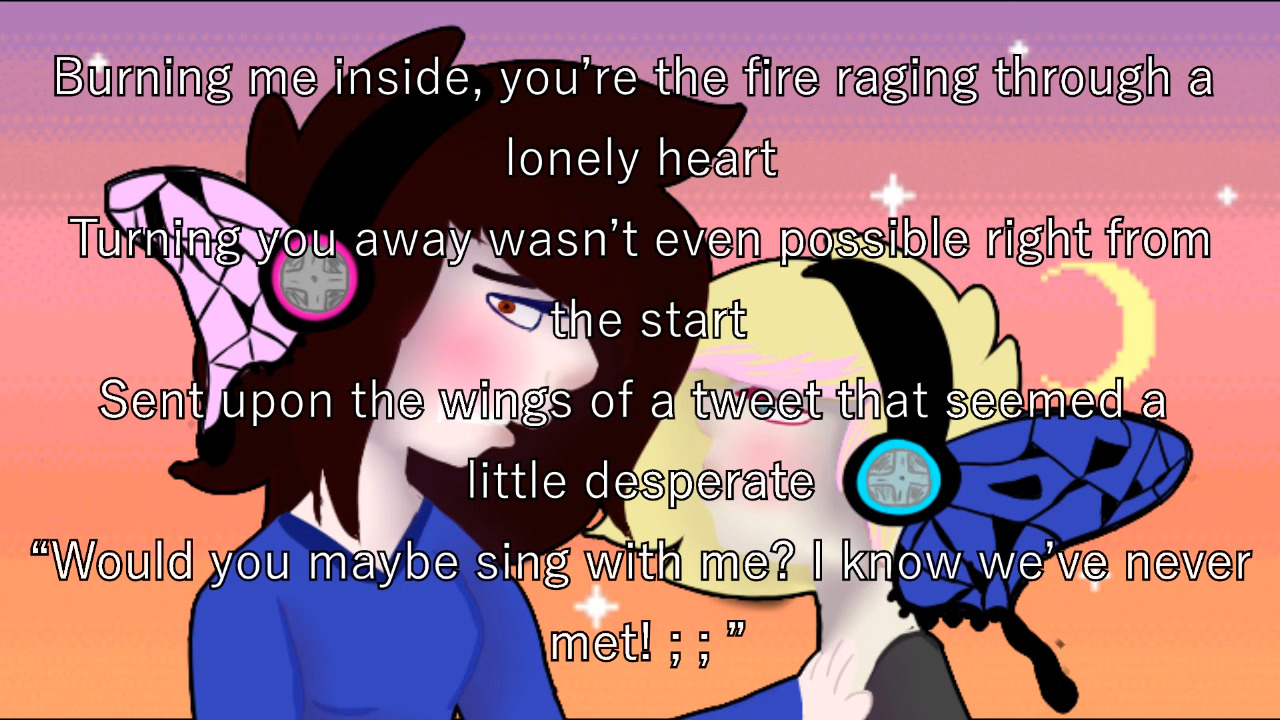 Burning me inside, you’re the fire raging through a
lonely heart
Turning you away wasn’t even possible right from
the start
Sent upon the wings of a tweet that seemed a
little desperate
“Would you maybe sing with me? I know we’ve never
met! ; ; ”